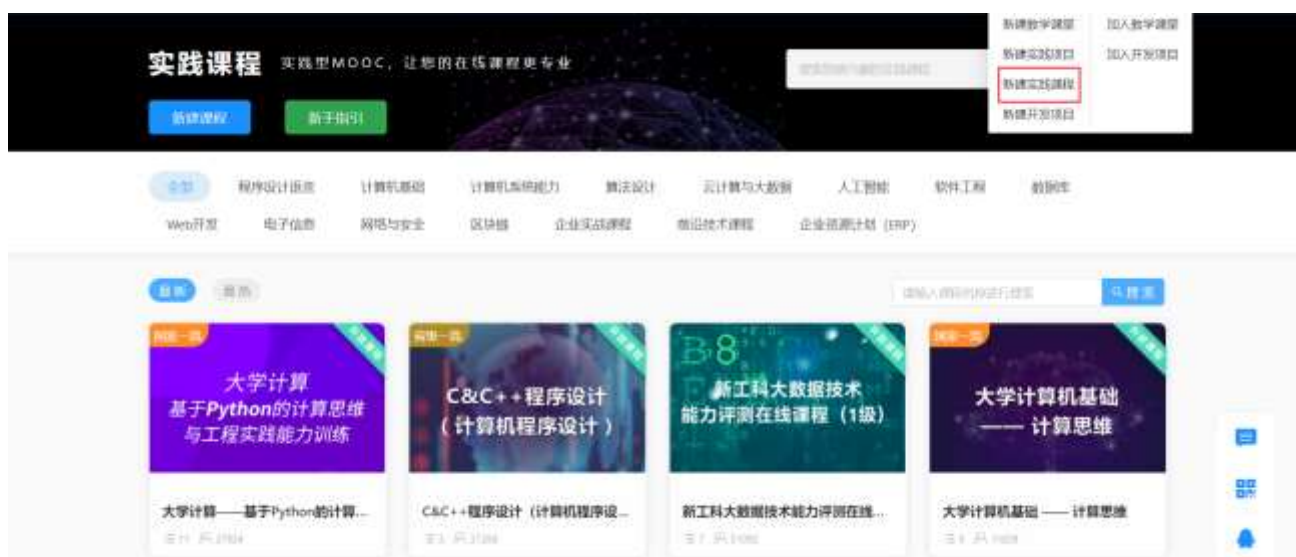 新建教学课堂 加入教学课堂
实践课程 实践型MOOC，让您的在线课程更专业
新建实践项目 加入开发项目
新建实践课程
新建课程 新手指引
新建开发项目
全部 程序设计语言 计算机基础 计算机系统能力 算法设计 云计算与大数据 人工智能 软件工程 数据库
Web开发 电子信息 网络与安全 区块链 企业实战课程 前沿技术课程 企业资源计划（ERP）
搜索
大学计算
基于Python的计算思维
与工程实践能力训练
C&C++程序设计
（计算机程序设计）
新工科大数据技术
能力评测在线课程（1级）
大学计算机基础
—— 计算思维
大学计算——基于Python的计算...
C&C++程序设计（计算机程序设...
新工科大数据技术能力评测在线...
大学计算机基础 —— 计算思维